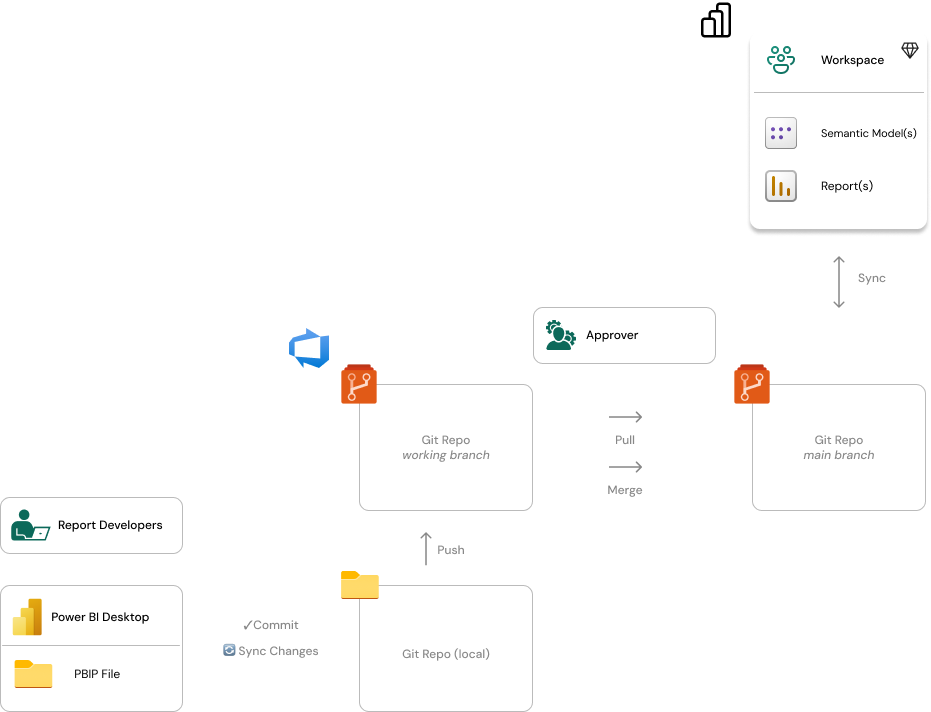 Workspace
Semantic Model(s)
Report(s)
Sync
Approver
Git Repo
working branch
Pull
Merge
Git Repo
main branch
Report Developers
Push
Power BI Desktop
PBIP File
✓Commit
Sync Changes
Git Repo (local)